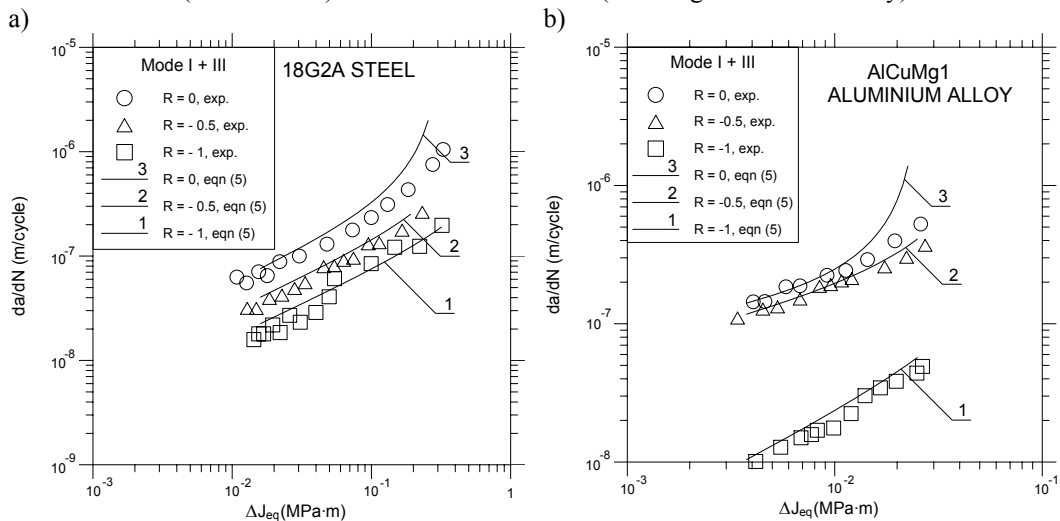 a)
b)
10⁻⁵
Mode I + III
18G2A STEEL
R = 0, exp.
R = - 0.5, exp.
R = - 1, exp.
3
R = 0, eqn (5)
2
R = - 0.5, eqn (5)
1
R = - 1, eqn (5)
3
2
1
10⁻⁶
10⁻⁷
10⁻⁸
10⁻⁹
da/dN (m/cycle)
10⁻³
10⁻²
10⁻¹
1
ΔJeq(MPa·m)
10⁻⁵
Mode I + III
AlCuMg1
ALUMINIUM ALLOY
R = 0, exp.
R = -0.5, exp.
R = -1, exp.
3
R = 0, eqn (5)
2
R = -0.5, eqn (5)
1
R = -1, eqn (5)
3
2
1
10⁻⁶
10⁻⁷
10⁻⁸
da/dN (m/cycle)
10⁻³
10⁻²
10⁻¹
ΔJeq(MPa·m)